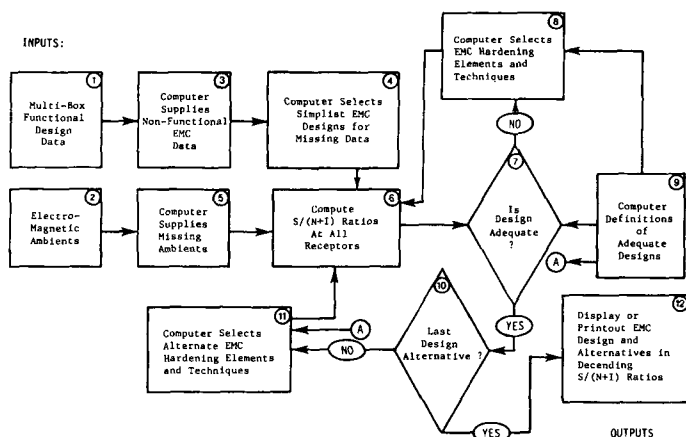 INPUTS:
1
Multi-Box
Functional
Design
Data
3
Computer
Supplies
Non-Functional
EMC
Data
4
Computer Selects
Simplist EMC
Designs for
Missing Data
8
Computer Selects
EMC Hardening
Elements and
Techniques
NO
2
Electro-
Magnetic
Ambients
5
Computer
Supplies
Missing
Ambients
6
Compute
S/(N+I) Ratios
At All
Receptors
7
Is
Design
Adequate
?
9
Computer
Definitions
of
Adequate
Designs
A
YES
11
Computer Selects
Alternate EMC
Hardening Elements
and Techniques
A
NO
10
Last
Design
Alternative ?
YES
12
Display or
Printout EMC
Design and
Alternatives in
Decending
S/(N+I) Ratios
OUTPUTS